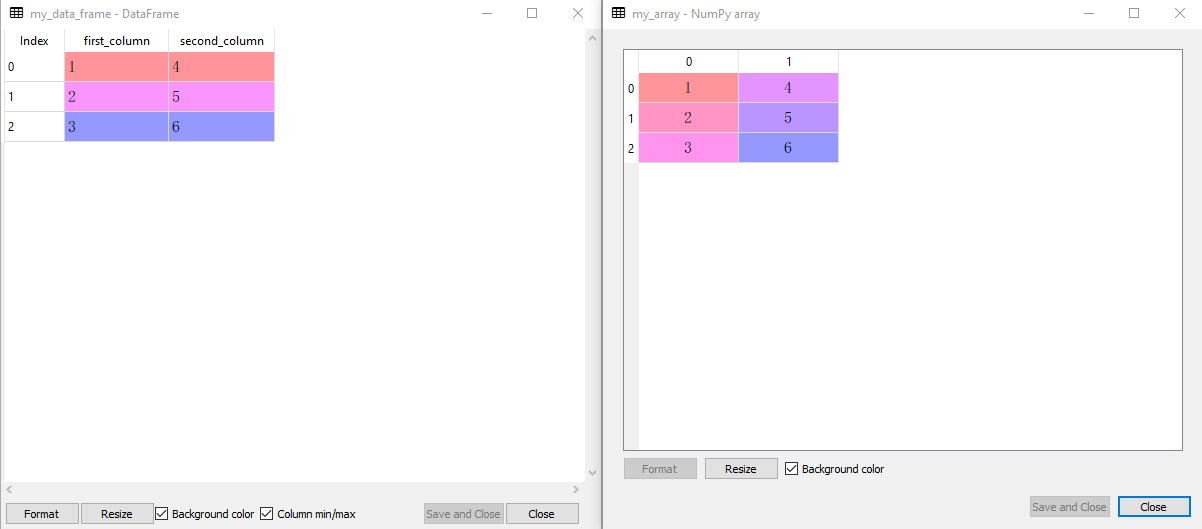 my_data_frame - DataFrame
Index first_column second_column
0 1 4
1 2 5
2 3 6
Format Resize Background color Column min/max Save and Close Close
my_array - NumPy array
0 1
0 1 4
1 2 5
2 3 6
Format Resize Background color
Save and Close Close